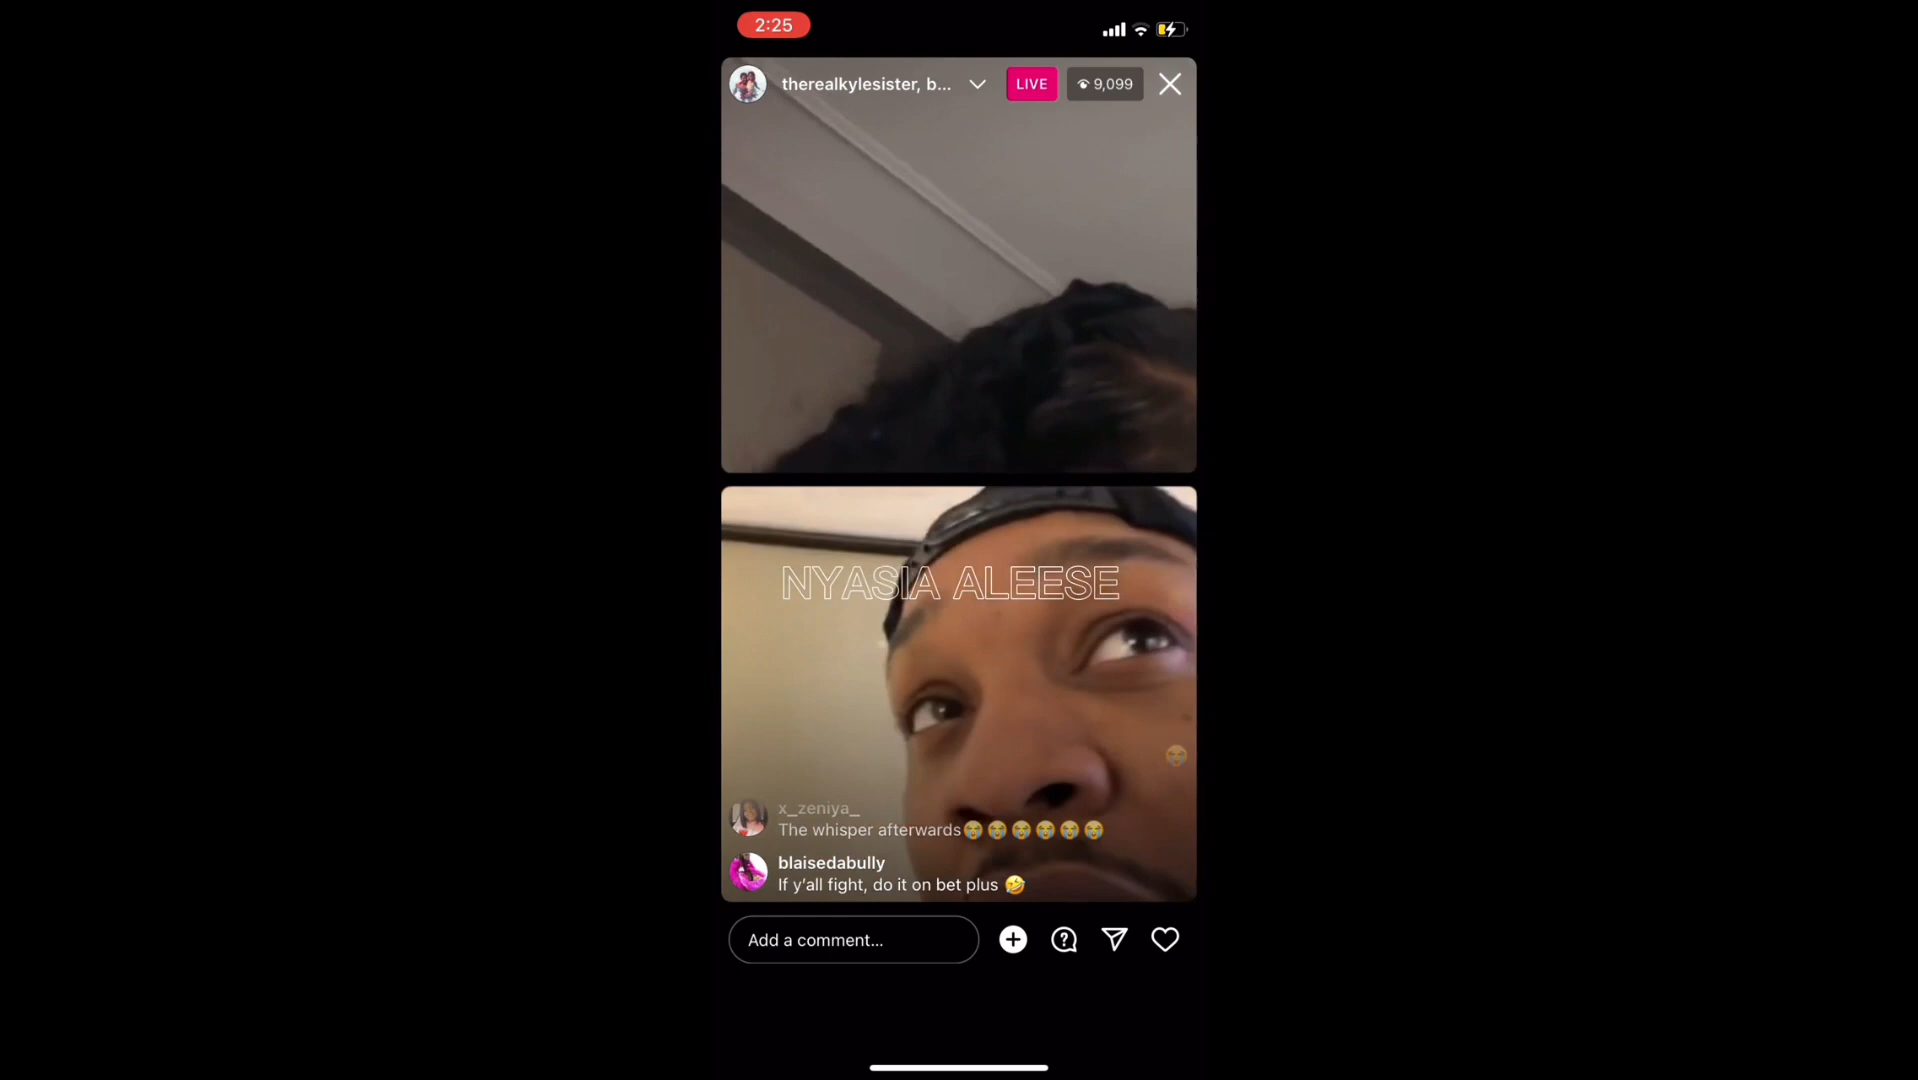 2:25
therealkylesister, b...
LIVE
9,099
NYASIA ALEESE
x_zeniya_
The whisper afterwards😭😭😭😭😭😭
blaisedabully
If y'all fight, do it on bet plus 🤣
Add a comment...